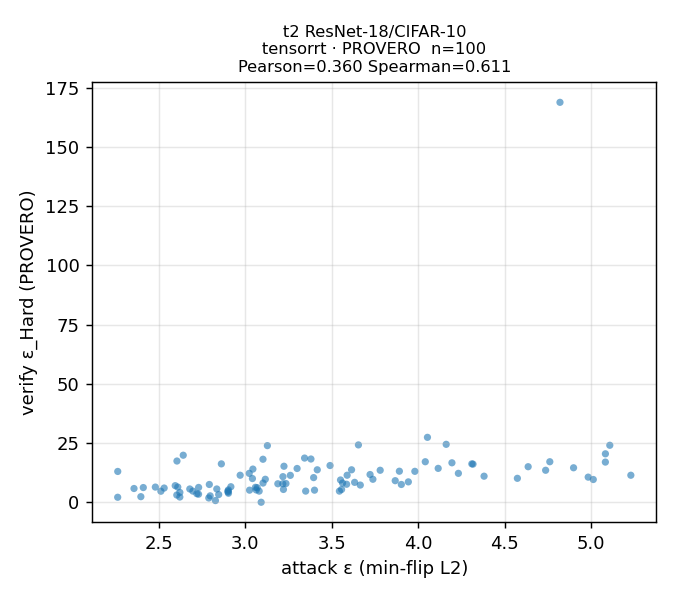 t2 ResNet-18/CIFAR-10
tensorrt · PROVERO  n=100
Pearson=0.360 Spearman=0.611
175
150
125
100
75
50
25
0
verify ε_Hard (PROVERO)
2.5 3.0 3.5 4.0 4.5 5.0
attack ε (min-flip L2)